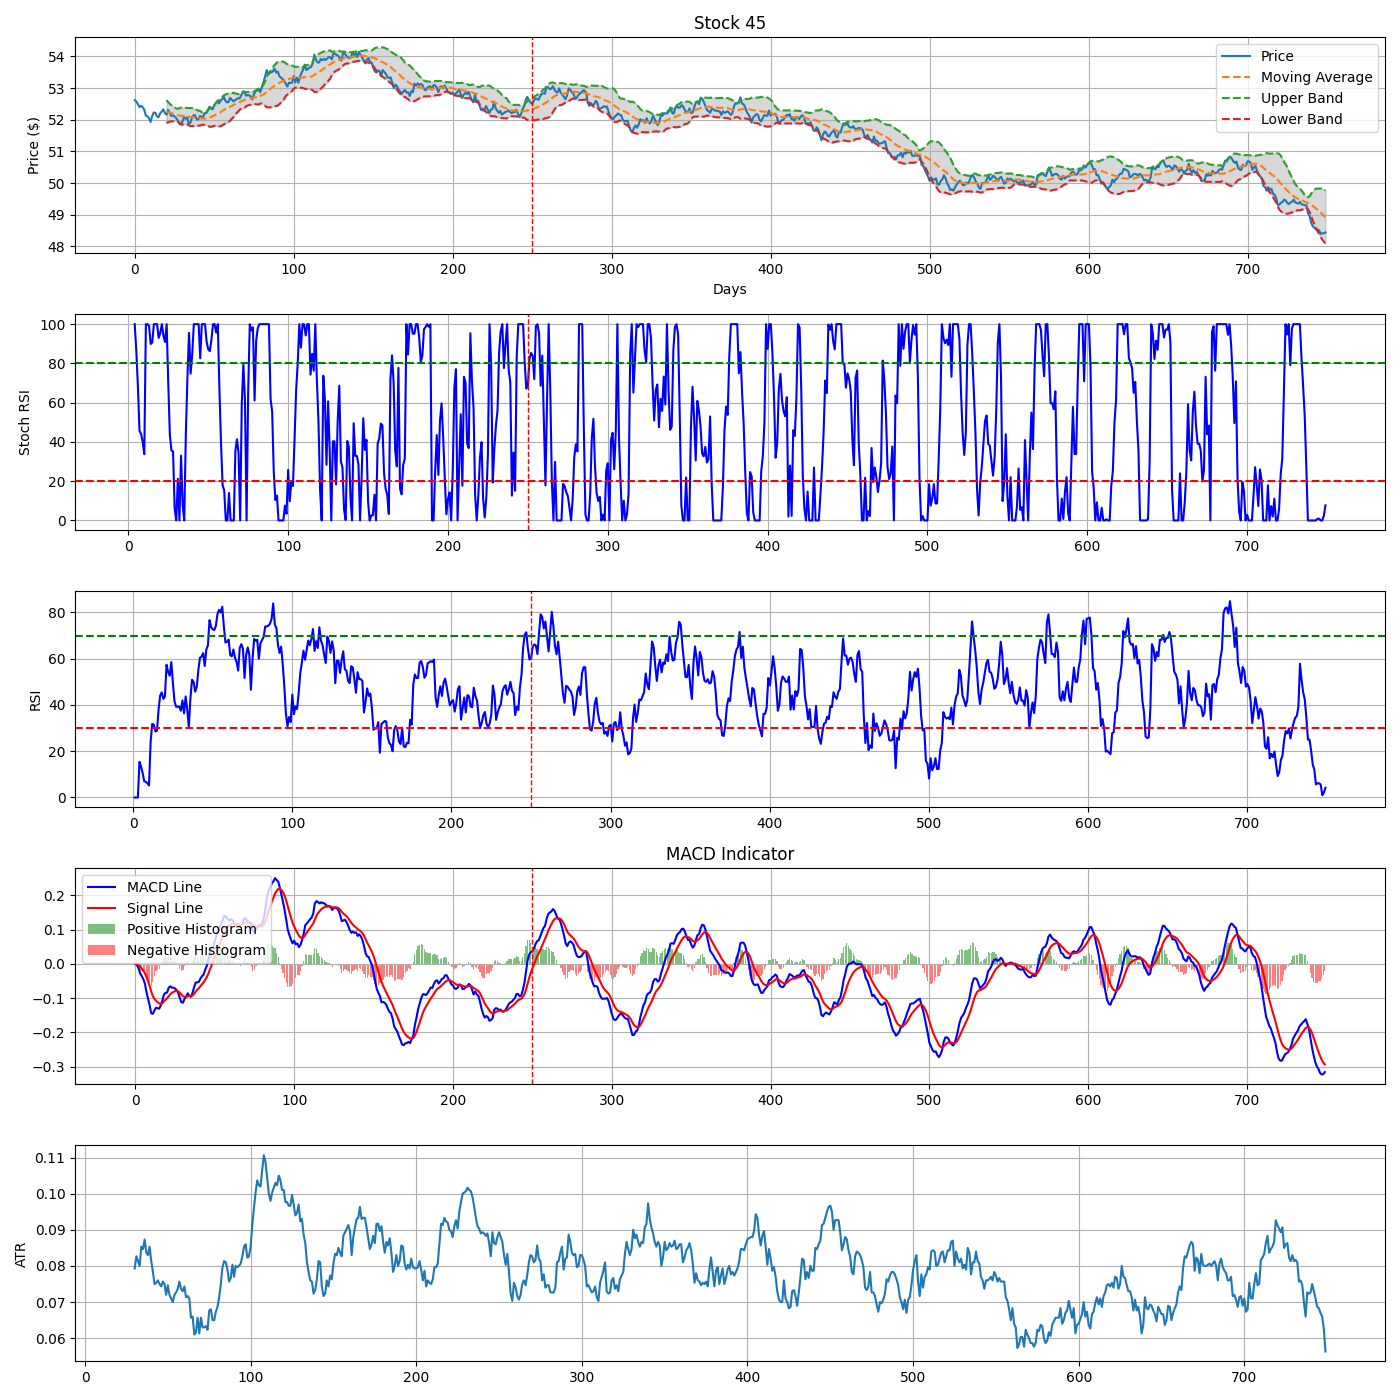 Stock 45
Price ($)
54
53
52
51
50
49
48
Price
Moving Average
Upper Band
Lower Band
0 100 200 300 400 500 600 700
Days
Stoch RSI
100
80
60
40
20
0
0 100 200 300 400 500 600 700
RSI
80
60
40
20
0
0 100 200 300 400 500 600 700
MACD Indicator
0.2
0.1
0.0
−0.1
−0.2
−0.3
MACD Line
Signal Line
Positive Histogram
Negative Histogram
0 100 200 300 400 500 600 700
ATR
0.11
0.10
0.09
0.08
0.07
0.06
0 100 200 300 400 500 600 700